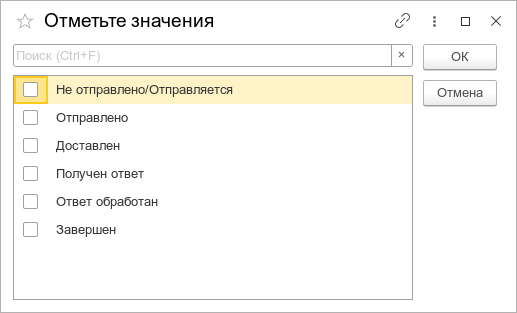 Отметьте значения
Поиск (Ctrl+F)
×
ОК
Отмена
Не отправлено/Отправляется
Отправлено
Доставлен
Получен ответ
Ответ обработан
Завершен